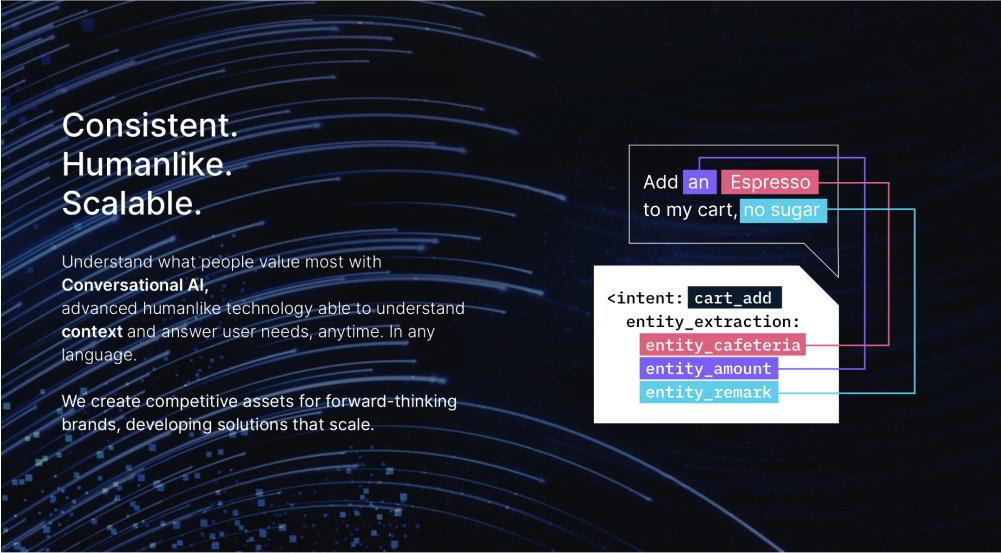 Consistent.
Humanlike.
Scalable.
Understand what people value most with
Conversational AI,
advanced humanlike technology able to understand
context and answer user needs, anytime. In any
language.
We create competitive assets for forward-thinking
brands, developing solutions that scale.
Add an Espresso
to my cart, no sugar
<intent: cart_add
entity_extraction:
entity_cafeteria
entity_amount
entity_remark